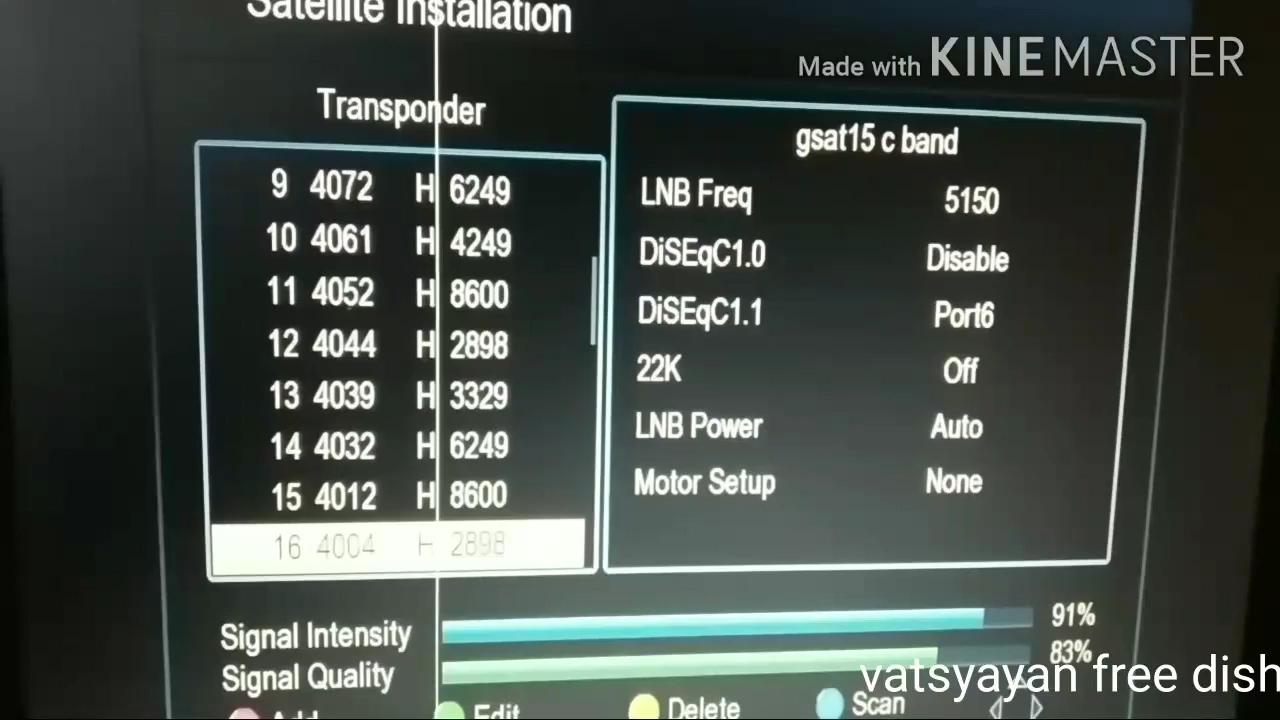 Satellite Installation
Made with KINEMASTER
Transponder
9 4072 H 6249
10 4061 H 4249
11 4052 H 8600
12 4044 H 2898
13 4039 H 3329
14 4032 H 6249
15 4012 H 8600
16 4004 H 2898
gsat15 c band
LNB Freq 5150
DiSEqC1.0 Disable
DiSEqC1.1 Port6
22K Off
LNB Power Auto
Motor Setup None
Signal Intensity 91%
Signal Quality 83%
vatsyayan free dish
Add Edit Delete Scan